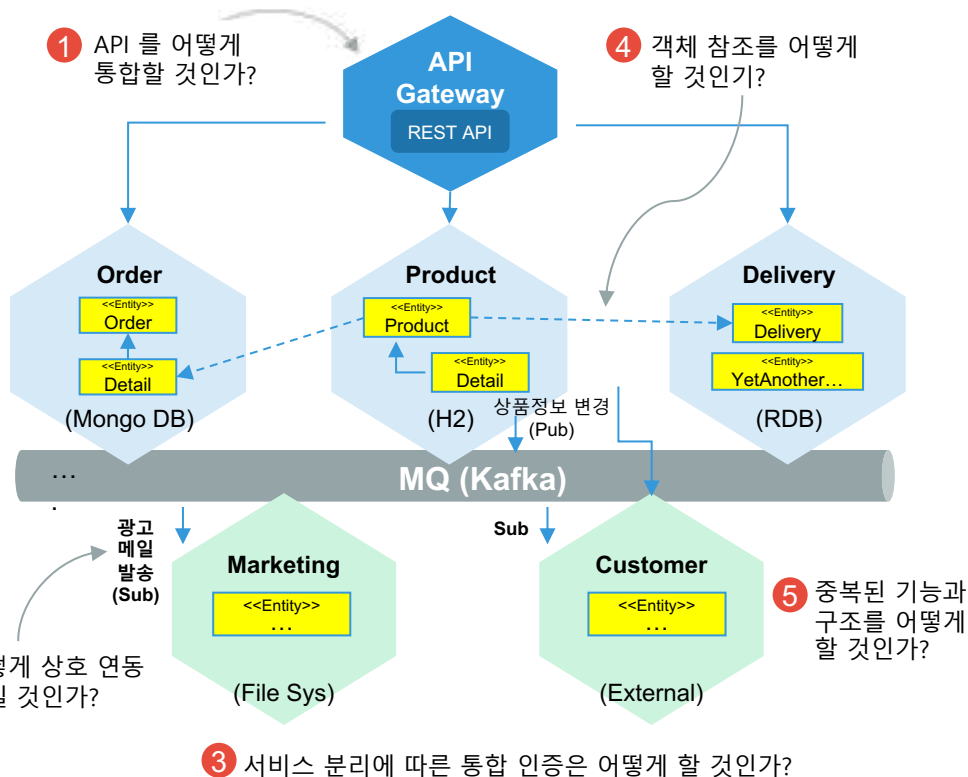 1 API 를 어떻게
통합할 것인가?
API
Gateway
REST API
4 객체 참조를 어떻게
할 것인기?
Order
<<Entity>>
Order
<<Entity>>
Detail
(Mongo DB)
Product
<<Entity>>
Product
<<Entity>>
Detail
(H2)
상품정보 변경
(Pub)
Delivery
<<Entity>>
Delivery
<<Entity>>
YetAnother…
(RDB)
…
.
MQ (Kafka)
광고
메일
발송
(Sub)
Marketing
<<Entity>>
…
(File Sys)
Sub
Customer
<<Entity>>
…
(External)
5 중복된 기능과
구조를 어떻게
할 것인가?
게 상호 연동
것인가?
3 서비스 분리에 따른 통합 인증은 어떻게 할 것인가?